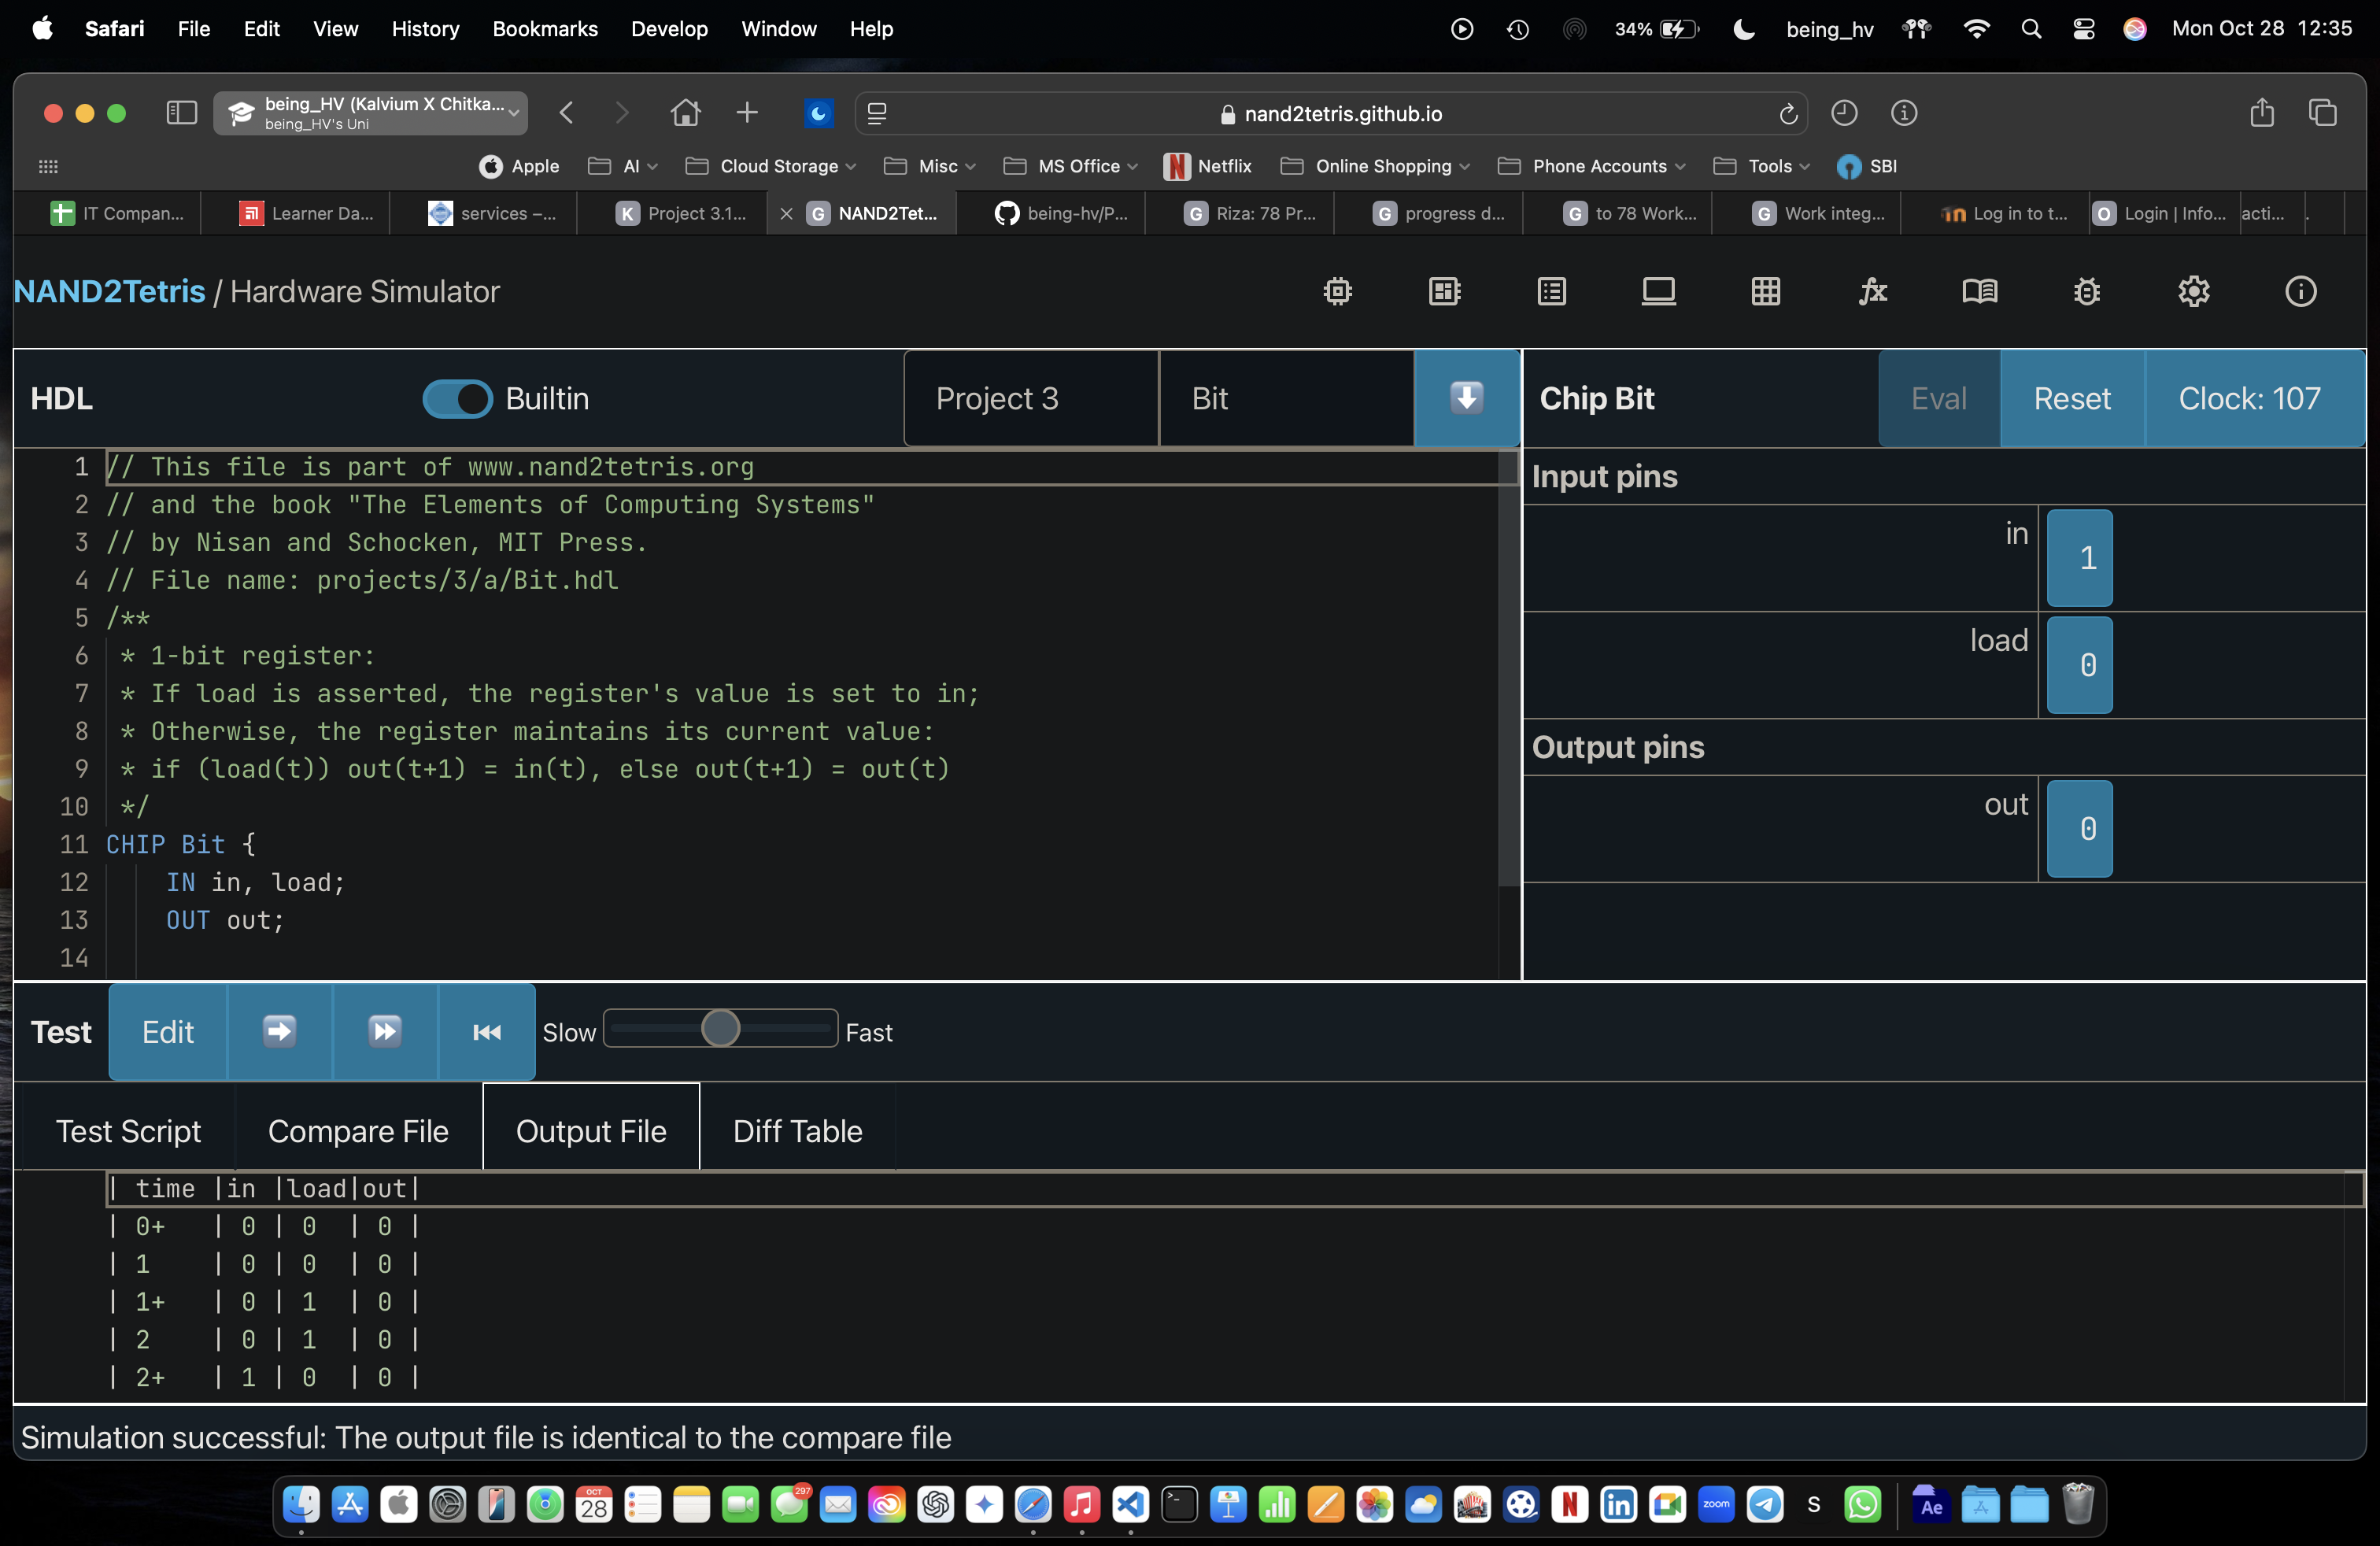 Safari File Edit View History Bookmarks Develop Window Help 34% being_hv Mon Oct 28 12:35
being_HV (Kalvium X Chitka...
being_HV's Uni
nand2tetris.github.io
Apple AI Cloud Storage Misc MS Office Netflix Online Shopping Phone Accounts Tools SBI
IT Compan... Learner Da... services –... K Project 3.1... G NAND2Tet... being-hv/P... G Riza: 78 Pr... G progress d... G to 78 Work... G Work integ... Log in to t... O Login | Info... acti... .
NAND2Tetris / Hardware Simulator
HDL Builtin Project 3 Bit
Chip Bit Eval Reset Clock: 107
1 // This file is part of www.nand2tetris.org
2 // and the book "The Elements of Computing Systems"
3 // by Nisan and Schocken, MIT Press.
4 // File name: projects/3/a/Bit.hdl
5 /**
6 * 1-bit register:
7 * If load is asserted, the register's value is set to in;
8 * Otherwise, the register maintains its current value:
9 * if (load(t)) out(t+1) = in(t), else out(t+1) = out(t)
10 */
11 CHIP Bit {
12 IN in, load;
13 OUT out;
14
Input pins
in 1
load 0
Output pins
out 0
Test Edit Slow Fast
Test Script Compare File Output File Diff Table
| time |in |load|out|
| 0+ | 0 | 0 | 0 |
| 1 | 0 | 0 | 0 |
| 1+ | 0 | 1 | 0 |
| 2 | 0 | 1 | 0 |
| 2+ | 1 | 0 | 0 |
Simulation successful: The output file is identical to the compare file
OCT
28
297
N
in
zoom
S
Ae